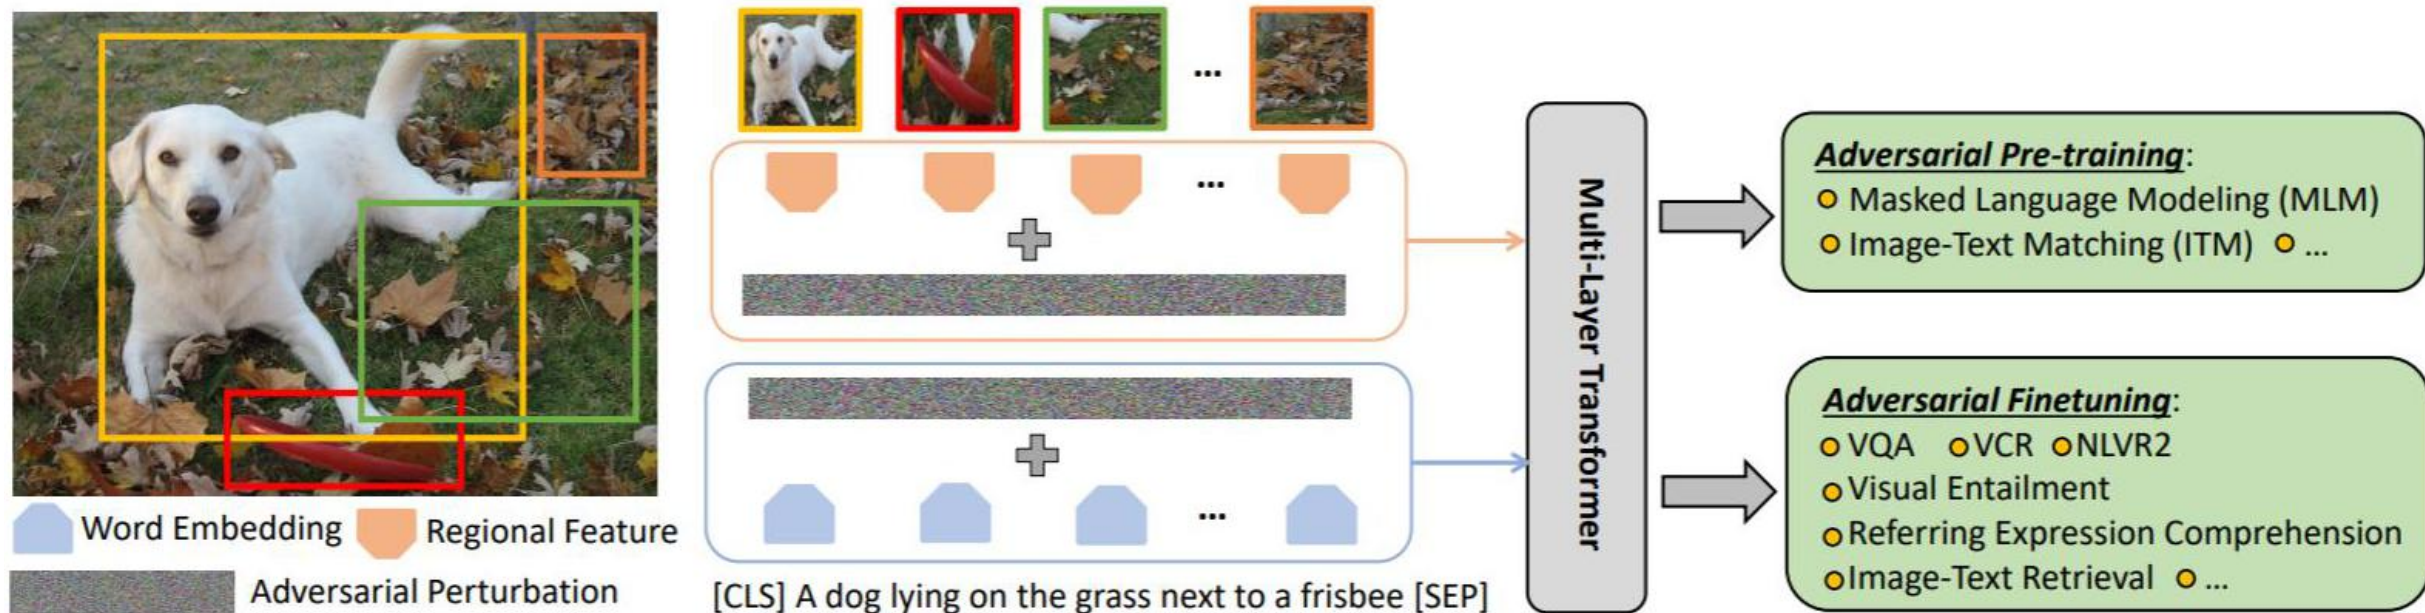 Word Embedding
Regional Feature
Adversarial Perturbation
...
...
...
[CLS] A dog lying on the grass next to a frisbee [SEP]
Multi-Layer Transformer
Adversarial Pre-training:
Masked Language Modeling (MLM)
Image-Text Matching (ITM) ...
Adversarial Finetuning:
VQA VCR NLVR2
Visual Entailment
Referring Expression Comprehension
Image-Text Retrieval ...